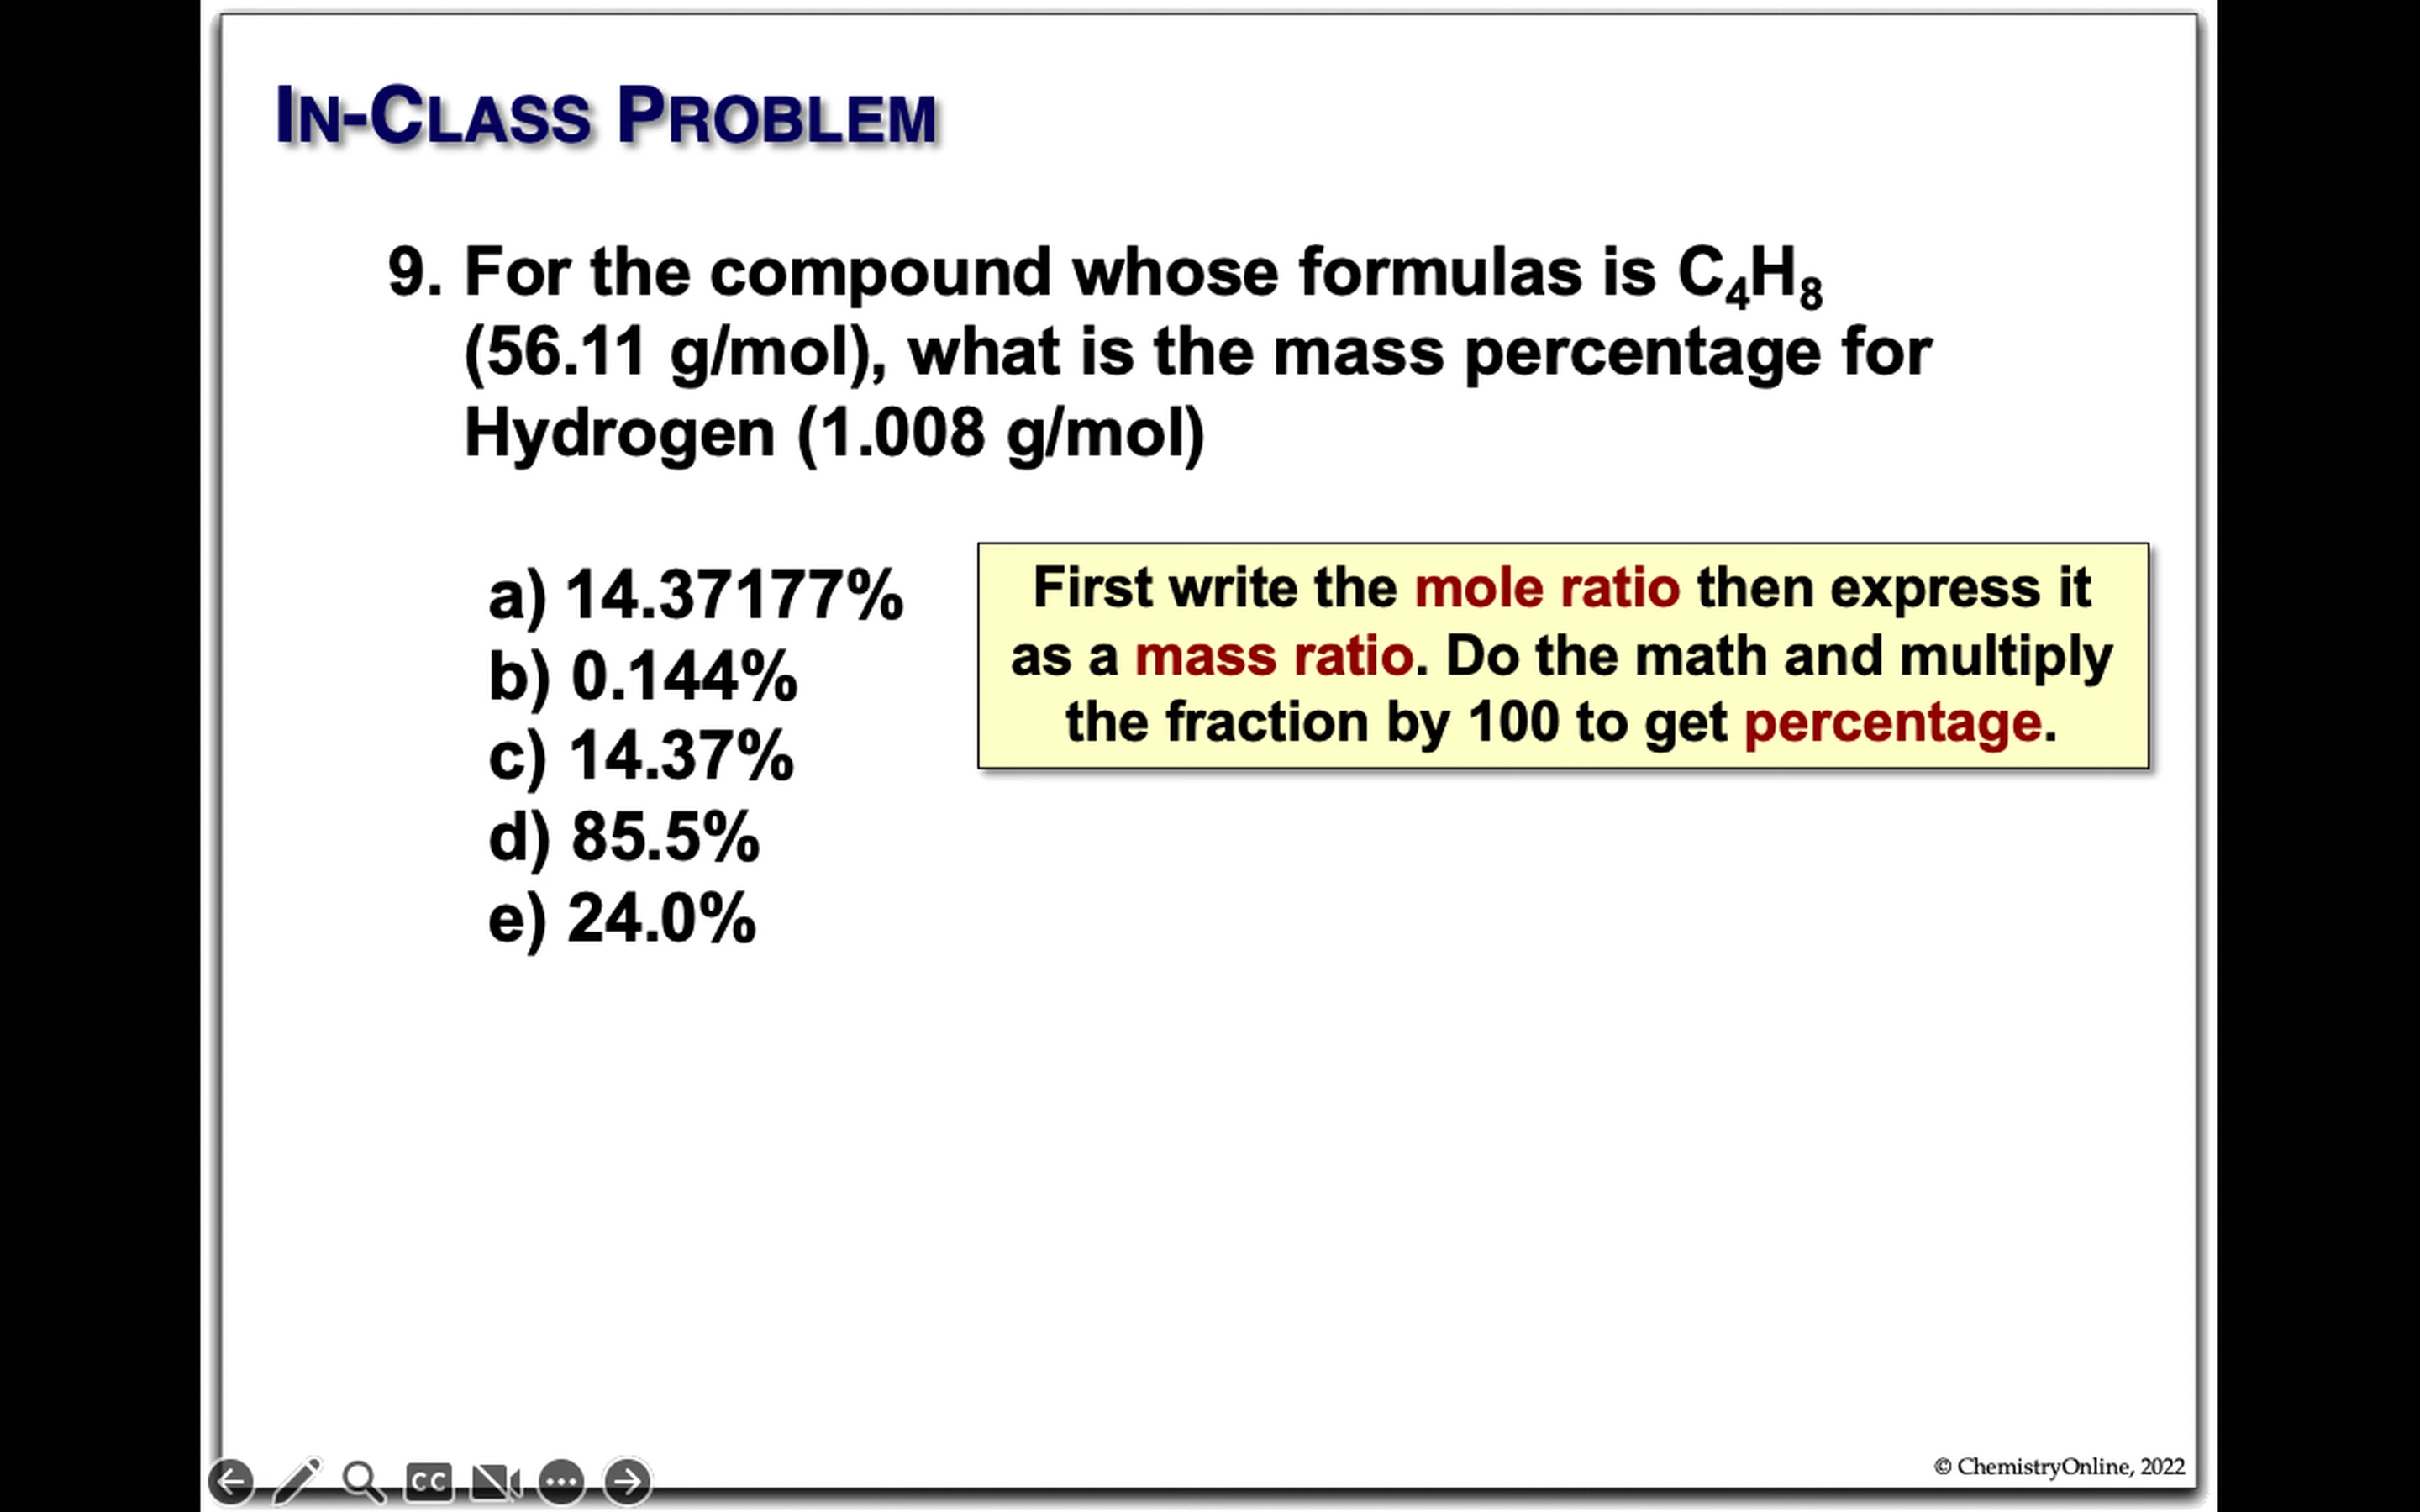 IN-CLASS PROBLEM
9. For the compound whose formulas is C₄H₈
(56.11 g/mol), what is the mass percentage for
Hydrogen (1.008 g/mol)
a) 14.37177%
b) 0.144%
c) 14.37%
d) 85.5%
e) 24.0%
First write the mole ratio then express it
as a mass ratio. Do the math and multiply
the fraction by 100 to get percentage.
CC
© ChemistryOnline, 2022